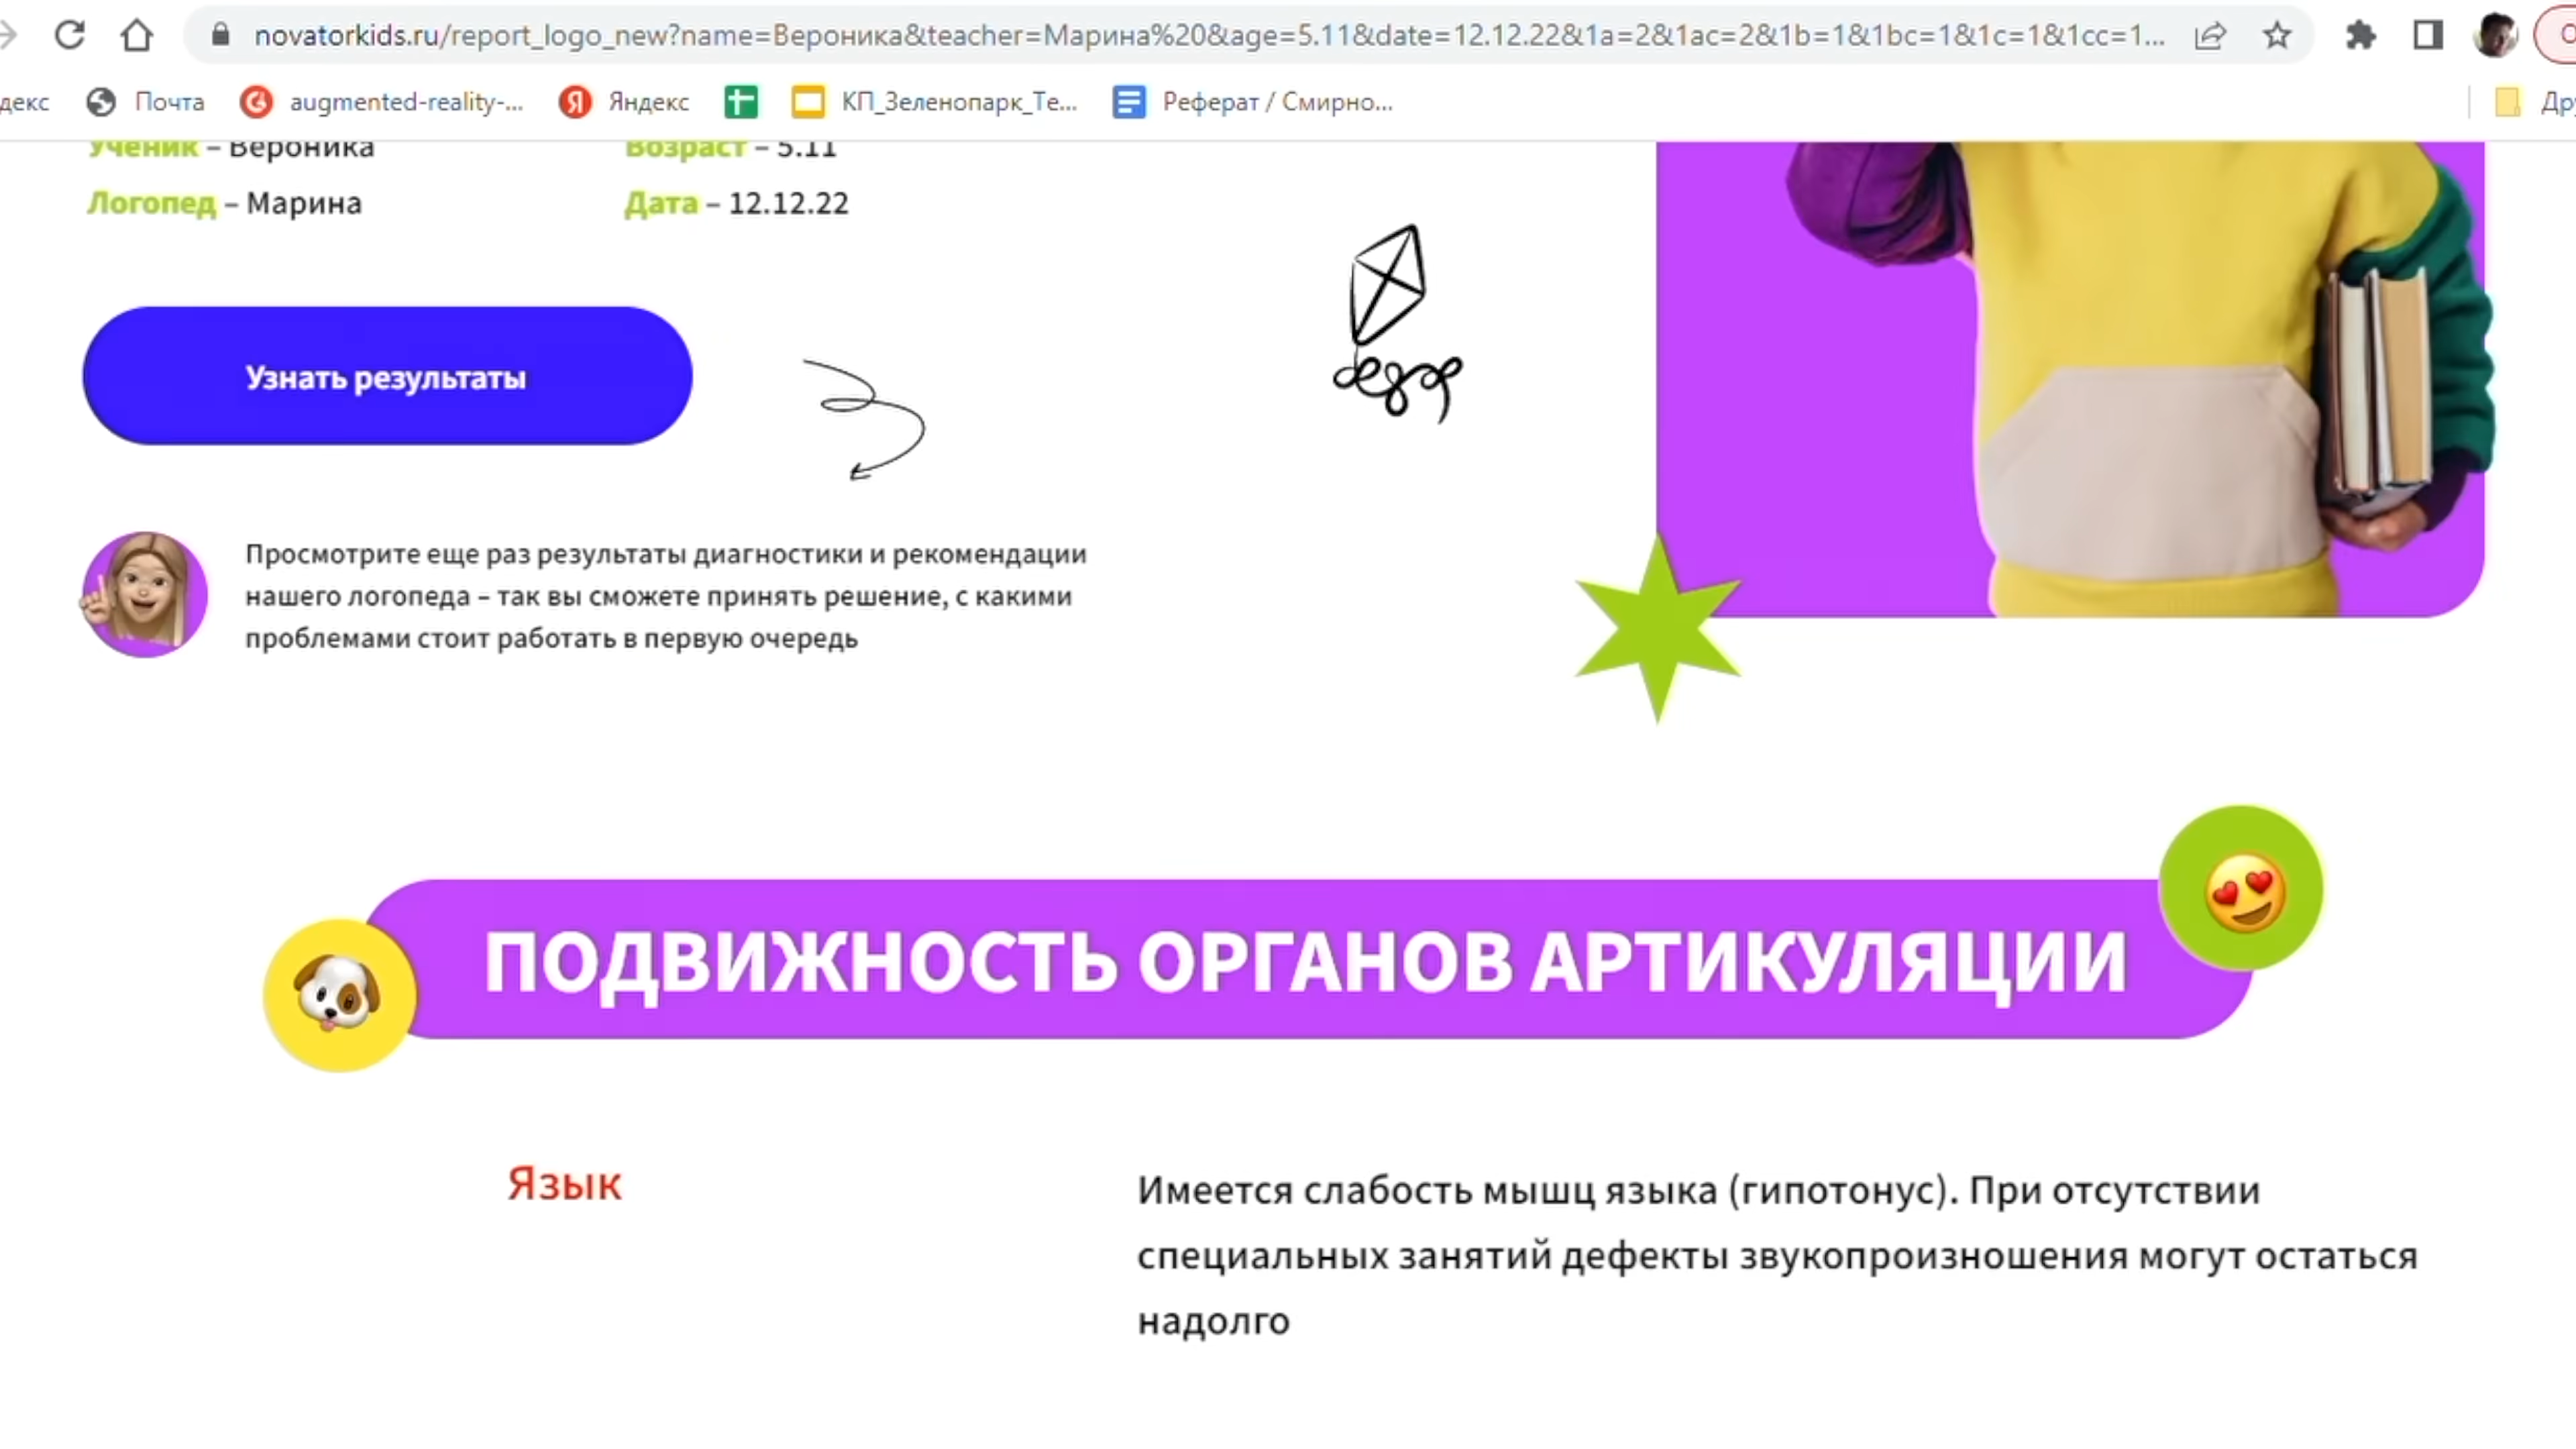 novatorkids.ru/report_logo_new?name=Вероника&teacher=Марина%20&age=5.11&date=12.12.22&1a=2&1ac=2&1b=1&1bc=1&1c=1&1cc=1...
Почта augmented-reality-... Яндекс КП_Зеленопарк_Те... Реферат / Смирно...
Ученик – Вероника Возраст – 5.11
Логопед – Марина Дата – 12.12.22
Узнать результаты
Просмотрите еще раз результаты диагностики и рекомендации
нашего логопеда – так вы сможете принять решение, с какими
проблемами стоит работать в первую очередь
ПОДВИЖНОСТЬ ОРГАНОВ АРТИКУЛЯЦИИ
Язык
Имеется слабость мышц языка (гипотонус). При отсутствии
специальных занятий дефекты звукопроизношения могут остаться
надолго